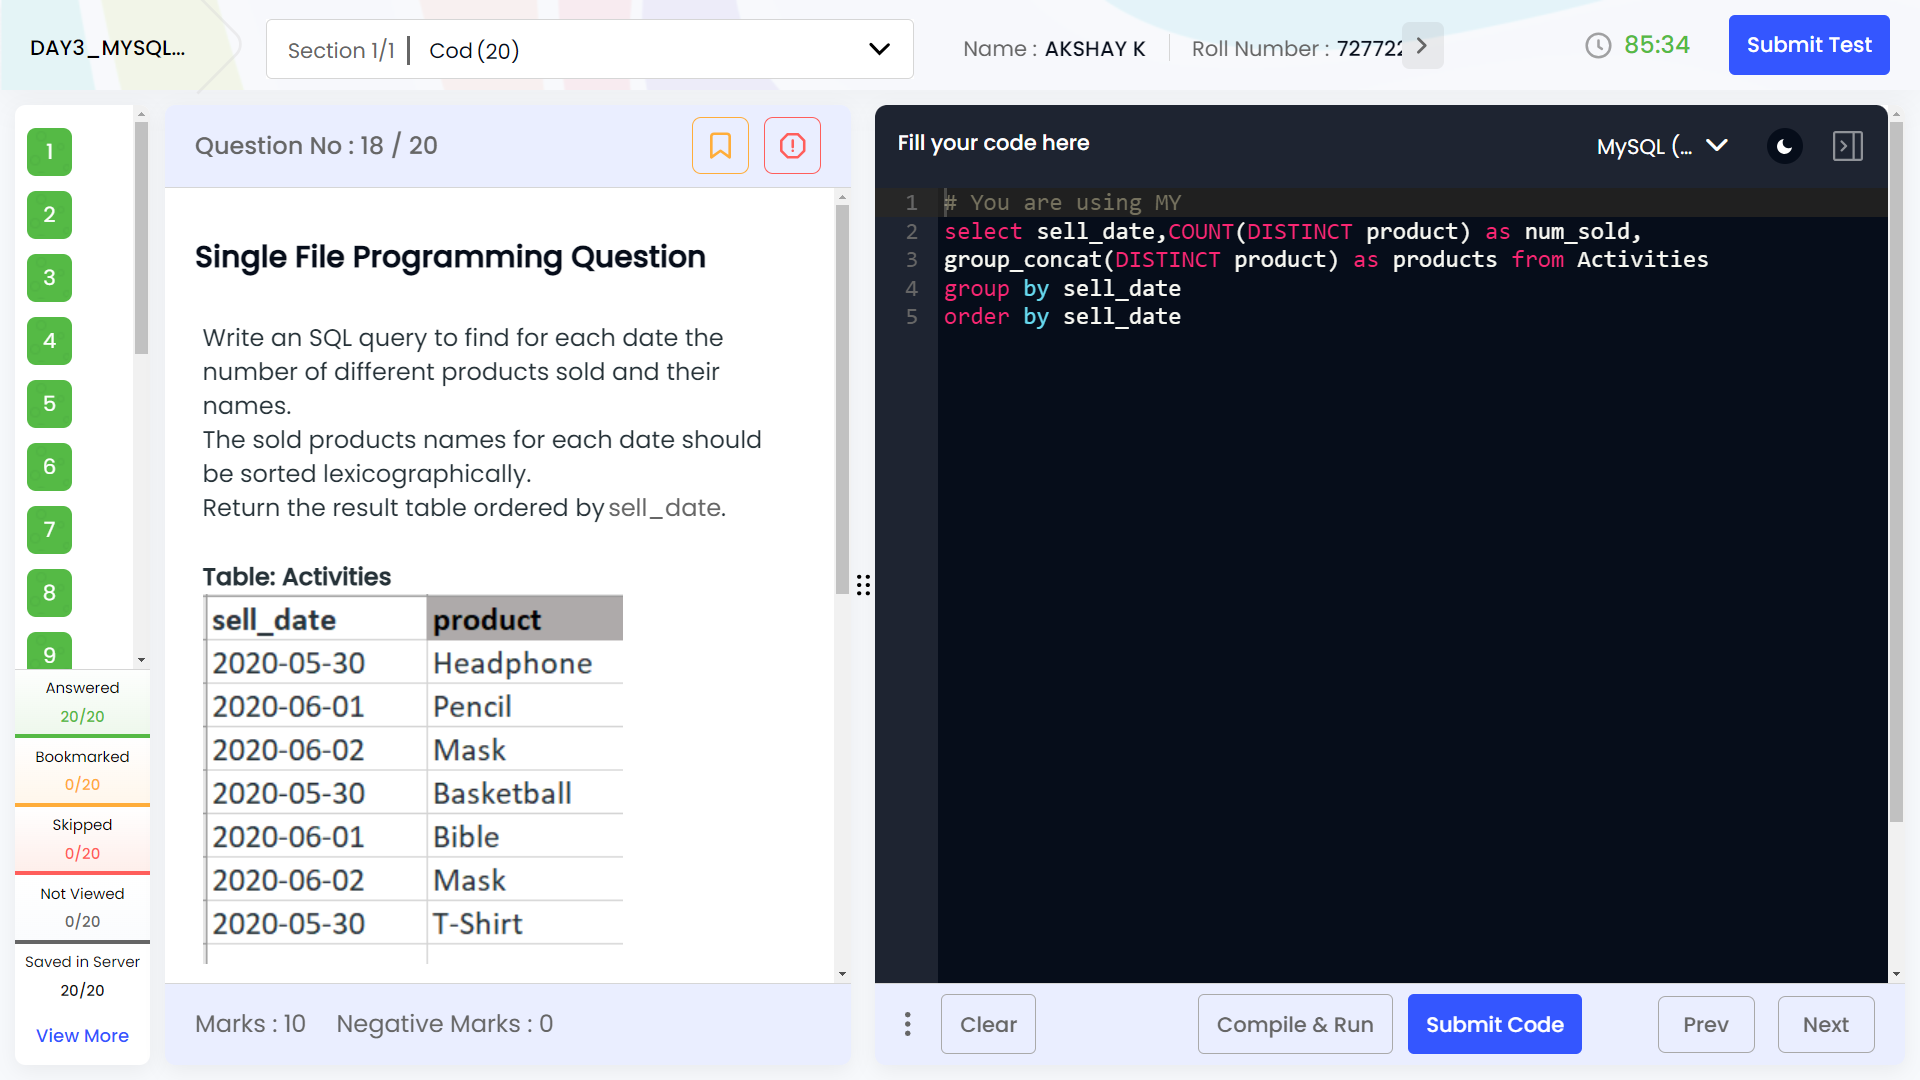 DAY3_MYSQL...
Section 1/1 | Cod (20)
Name : AKSHAY K
Roll Number : 727722
85:34
Submit Test
1
2
3
4
5
6
7
8
9
Answered
20/20
Bookmarked
0/20
Skipped
0/20
Not Viewed
0/20
Saved in Server
20/20
View More
Question No : 18 / 20
Single File Programming Question
Write an SQL query to find for each date the
number of different products sold and their
names.
The sold products names for each date should
be sorted lexicographically.
Return the result table ordered by sell_date.
Table: Activities
sell_date product
2020-05-30 Headphone
2020-06-01 Pencil
2020-06-02 Mask
2020-05-30 Basketball
2020-06-01 Bible
2020-06-02 Mask
2020-05-30 T-Shirt
Marks : 10 Negative Marks : 0
Fill your code here
MySQL (...
1 # You are using MY
2 select sell_date,COUNT(DISTINCT product) as num_sold,
3 group_concat(DISTINCT product) as products from Activities
4 group by sell_date
5 order by sell_date
Clear
Compile & Run
Submit Code
Prev
Next